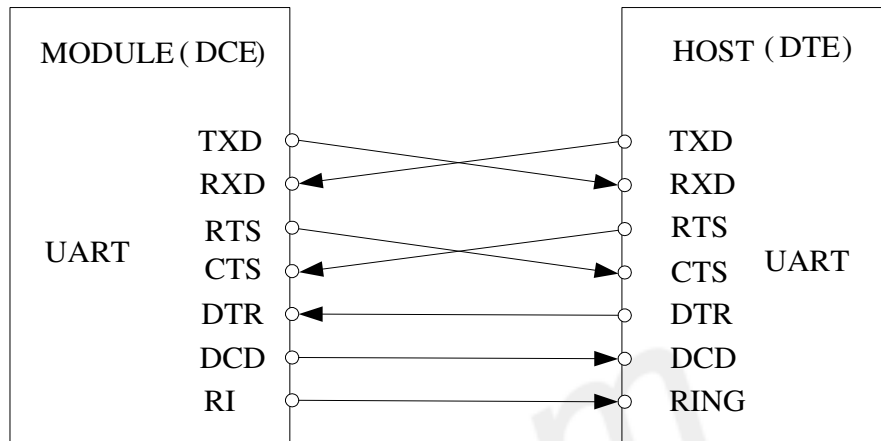 MODULE ( DCE)
HOST ( DTE)
TXD
TXD
RXD
RXD
RTS
RTS
UART
CTS
CTS
UART
DTR
DTR
DCD
DCD
RI
RING